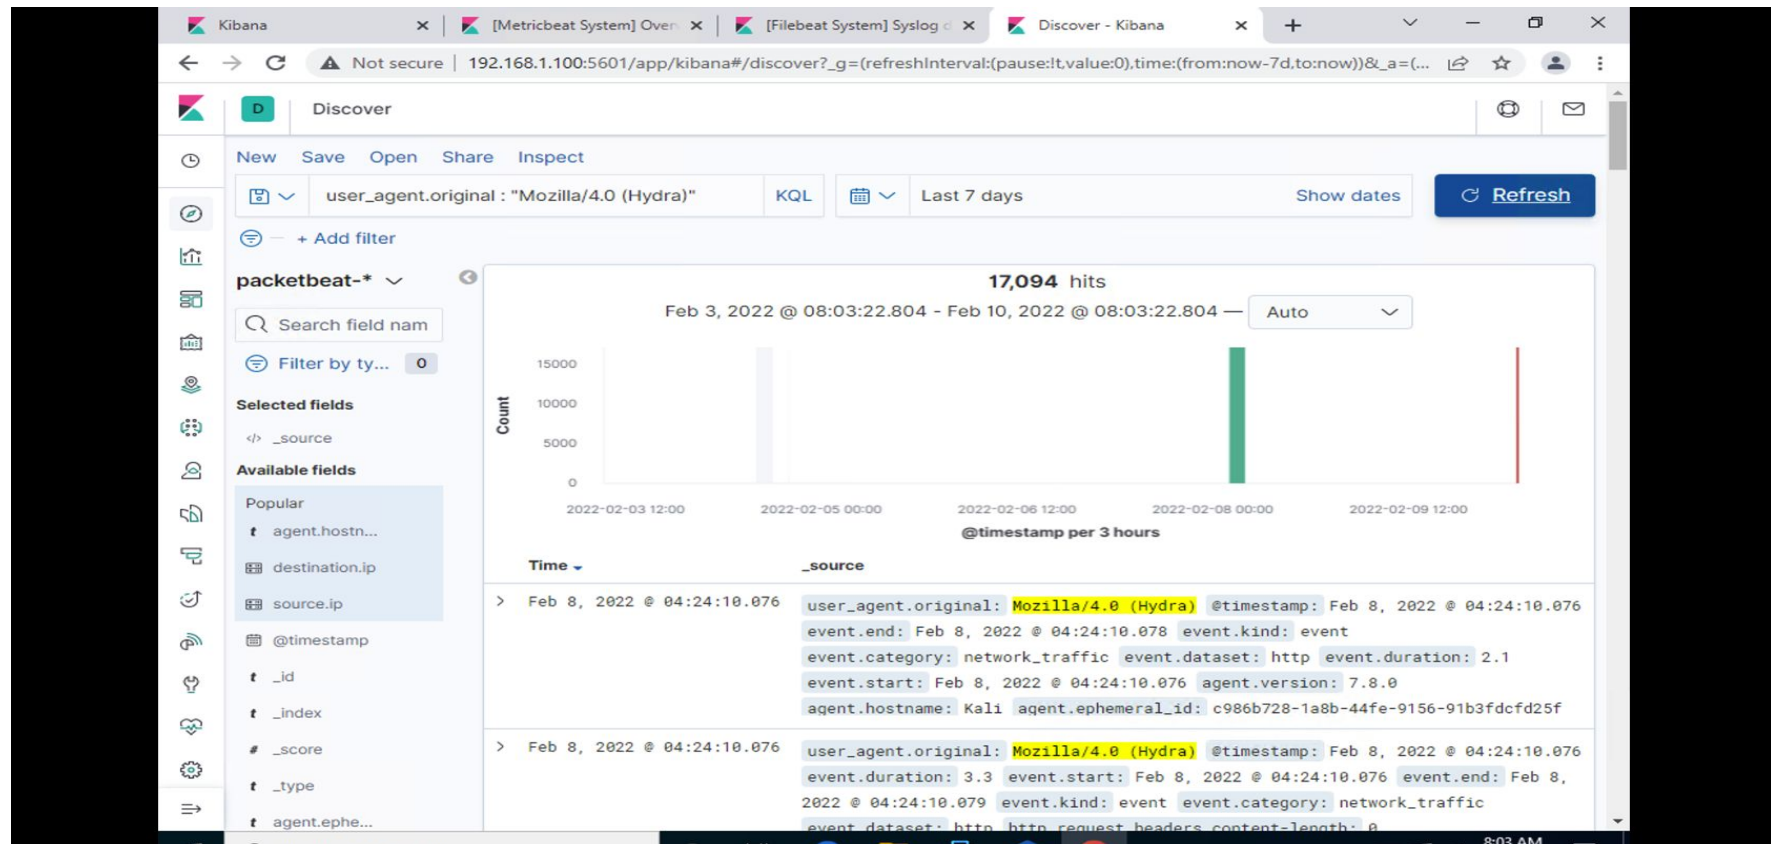 Kibana
[Metricbeat System] Over
[Filebeat System] Syslog d
Discover - Kibana
Not secure | 192.168.1.100:5601/app/kibana#/discover?_g=(refreshInterval:(pause:!t,value:0),time:(from:now-7d,to:now))&_a=(...
D Discover
New Save Open Share Inspect
user_agent.original : "Mozilla/4.0 (Hydra)" KQL Last 7 days Show dates Refresh
+ Add filter
packetbeat-*
Search field nam
Filter by ty... 0
Selected fields
</> _source
Available fields
Popular
t agent.hostn...
destination.ip
source.ip
@timestamp
t _id
t _index
# _score
t _type
t agent.ephe...
17,094 hits
Feb 3, 2022 @ 08:03:22.804 - Feb 10, 2022 @ 08:03:22.804 — Auto
Count
15000
10000
5000
0
2022-02-03 12:00 2022-02-05 00:00 2022-02-06 12:00 2022-02-08 00:00 2022-02-09 12:00
@timestamp per 3 hours
Time _source
Feb 8, 2022 @ 04:24:10.076 user_agent.original: Mozilla/4.0 (Hydra) @timestamp: Feb 8, 2022 @ 04:24:10.076
event.end: Feb 8, 2022 @ 04:24:10.078 event.kind: event
event.category: network_traffic event.dataset: http event.duration: 2.1
event.start: Feb 8, 2022 @ 04:24:10.076 agent.version: 7.8.0
agent.hostname: Kali agent.ephemeral_id: c986b728-1a8b-44fe-9156-91b3fdcfd25f
Feb 8, 2022 @ 04:24:10.076 user_agent.original: Mozilla/4.0 (Hydra) @timestamp: Feb 8, 2022 @ 04:24:10.076
event.duration: 3.3 event.start: Feb 8, 2022 @ 04:24:10.076 event.end: Feb 8,
2022 @ 04:24:10.079 event.kind: event event.category: network_traffic
event.dataset: http http.request.headers.content-length: 0
8:03 AM